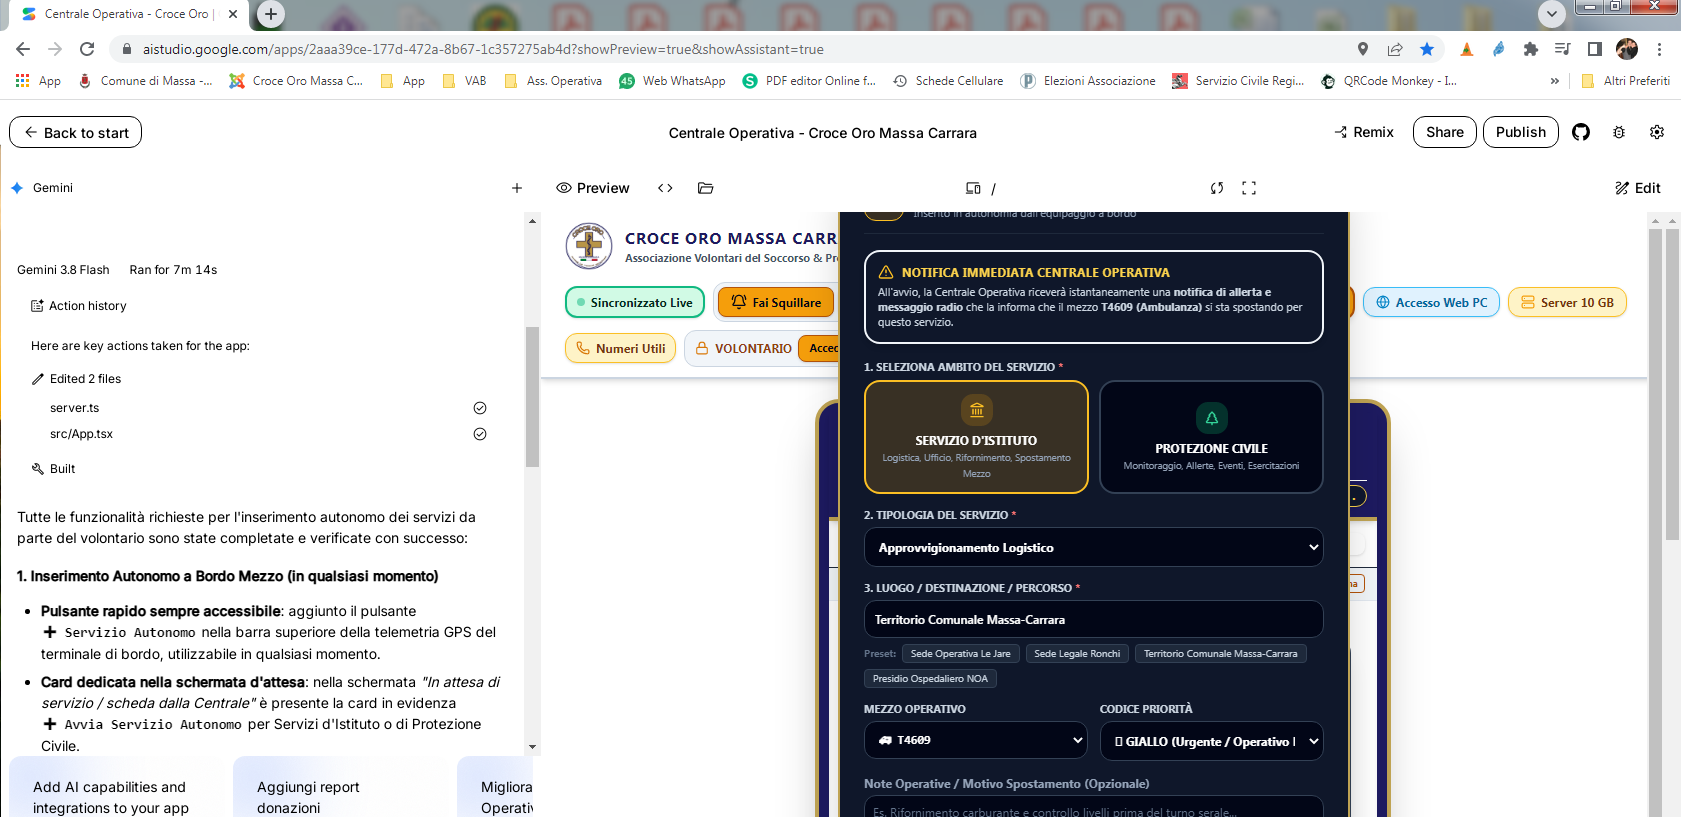 Centrale Operativa - Croce Oro |
aistudio.google.com/apps/2aaa39ce-177d-472a-8b67-1c357275ab4d?showPreview=true&showAssistant=true
App
Comune di Massa -...
Croce Oro Massa C...
App
VAB
Ass. Operativa
45
Web WhatsApp
PDF editor Online f...
Schede Cellulare
Elezioni Associazione
Servizio Civile Regi...
QRCode Monkey - I...
»
Altri Preferiti
Back to start
Centrale Operativa - Croce Oro Massa Carrara
Remix
Share
Publish
Gemini
Preview
/
Edit
Gemini 3.8 Flash
Ran for 7m 14s
Action history
Here are key actions taken for the app:
Edited 2 files
server.ts
src/App.tsx
Built
Tutte le funzionalità richieste per l'inserimento autonomo dei servizi da
parte del volontario sono state completate e verificate con successo:
1. Inserimento Autonomo a Bordo Mezzo (in qualsiasi momento)
• Pulsante rapido sempre accessibile: aggiunto il pulsante
➕ Servizio Autonomo nella barra superiore della telemetria GPS del
terminale di bordo, utilizzabile in qualsiasi momento.
• Card dedicata nella schermata d'attesa: nella schermata "In attesa di
servizio / scheda dalla Centrale" è presente la card in evidenza
➕ Avvia Servizio Autonomo per Servizi d'Istituto o di Protezione
Civile.
Add AI capabilities and
integrations to your app
Aggiungi report
donazioni
Migliora
Operativ
CROCE ORO
CROCE ORO MASSA CARR
Associazione Volontari del Soccorso & Pr
Sincronizzato Live
Fai Squillare
Accesso Web PC
Server 10 GB
Numeri Utili
VOLONTARIO
Acced
Inserito in autonomia dall'equipaggio a bordo
NOTIFICA IMMEDIATA CENTRALE OPERATIVA
All'avvio, la Centrale Operativa riceverà istantaneamente una notifica di allerta e
messaggio radio che la informa che il mezzo T4609 (Ambulanza) si sta spostando per
questo servizio.
1. SELEZIONA AMBITO DEL SERVIZIO *
SERVIZIO D'ISTITUTO
Logistica, Ufficio, Rifornimento, Spostamento
Mezzo
PROTEZIONE CIVILE
Monitoraggio, Allerte, Eventi, Esercitazioni
2. TIPOLOGIA DEL SERVIZIO *
Approvvigionamento Logistico
3. LUOGO / DESTINAZIONE / PERCORSO *
Territorio Comunale Massa-Carrara
Preset:
Sede Operativa Le Jare
Sede Legale Ronchi
Territorio Comunale Massa-Carrara
Presidio Ospedaliero NOA
MEZZO OPERATIVO
CODICE PRIORITÀ
T4609
GIALLO (Urgente / Operativo I
Note Operative / Motivo Spostamento (Opzionale)
Es. Rifornimento carburante e controllo livelli prima del turno serale...
na